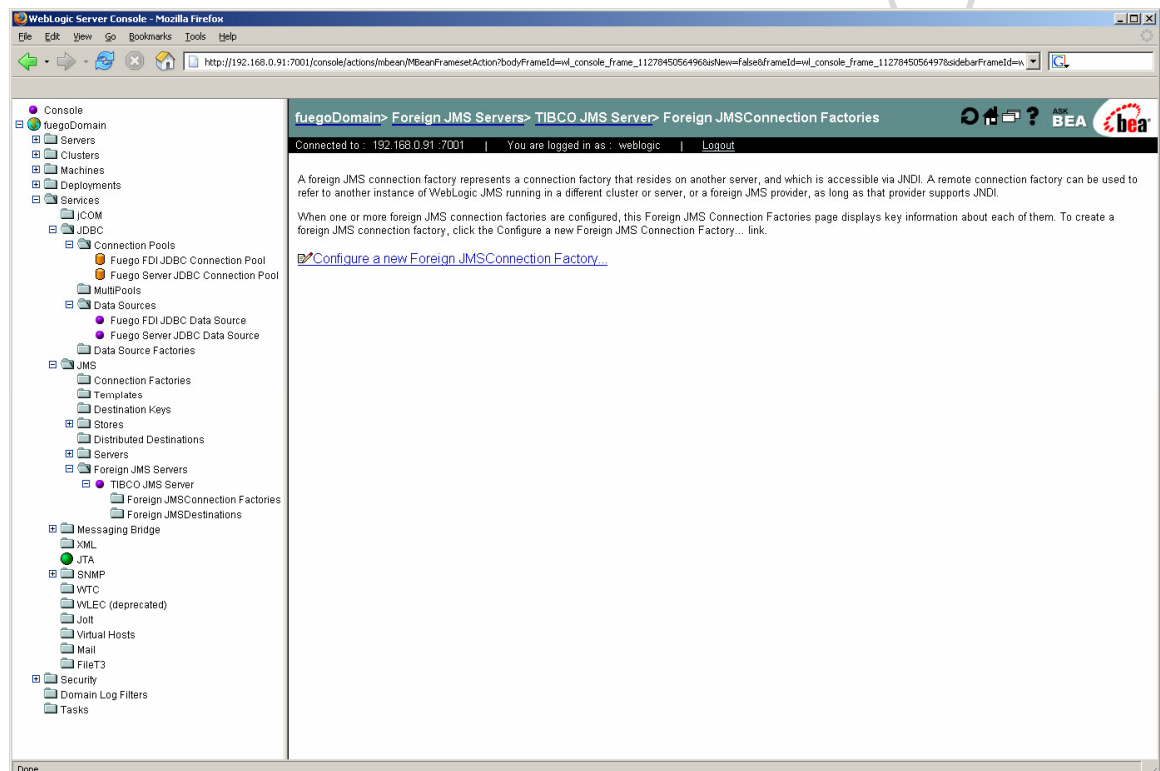 WebLogic Server Console - Mozilla Firefox
File Edit View Go Bookmarks Tools Help
http://192.168.0.91:7001/console/actions/mbean/MBeanFramesetAction?bodyFrameId=wl_console_frame_1127845056496&isNew=false&frameId=wl_console_frame_1127845056497&sidebarFrameId=w
Console
fuegoDomain
Servers
Clusters
Machines
Deployments
Services
jCOM
JDBC
Connection Pools
Fuego FDI JDBC Connection Pool
Fuego Server JDBC Connection Pool
MultiPools
Data Sources
Fuego FDI JDBC Data Source
Fuego Server JDBC Data Source
Data Source Factories
JMS
Connection Factories
Templates
Destination Keys
Stores
Distributed Destinations
Servers
Foreign JMS Servers
TIBCO JMS Server
Foreign JMSConnection Factories
Foreign JMSDestinations
Messaging Bridge
XML
JTA
SNMP
WTC
WLEC (deprecated)
Jolt
Virtual Hosts
Mail
FileT3
Security
Domain Log Filters
Tasks
fuegoDomain> Foreign JMS Servers> TIBCO JMS Server> Foreign JMSConnection Factories
? ASK BEA bea
Connected to : 192.168.0.91 :7001 | You are logged in as : weblogic | Logout
A foreign JMS connection factory represents a connection factory that resides on another server, and which is accessible via JNDI. A remote connection factory can be used to
refer to another instance of WebLogic JMS running in a different cluster or server, or a foreign JMS provider, as long as that provider supports JNDI.
When one or more foreign JMS connection factories are configured, this Foreign JMS Connection Factories page displays key information about each of them. To create a
foreign JMS connection factory, click the Configure a new Foreign JMS Connection Factory... link.
Configure a new Foreign JMSConnection Factory...
Done